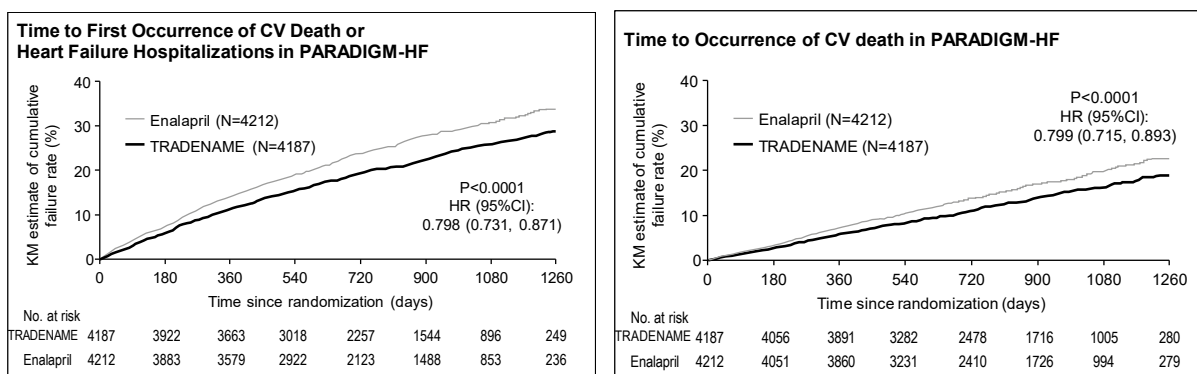 Time to First Occurrence of CV Death or
Heart Failure Hospitalizations in PARADIGM-HF
KM estimate of cumulative
failure rate (%)
40
30
20
10
0
Enalapril (N=4212)
TRADENAME (N=4187)
P<0.0001
HR (95%CI):
0.798 (0.731, 0.871)
0 180 360 540 720 900 1080 1260
Time since randomization (days)
No. at risk
TRADENAME 4187 3922 3663 3018 2257 1544 896 249
Enalapril 4212 3883 3579 2922 2123 1488 853 236
Time to Occurrence of CV death in PARADIGM-HF
KM estimate of cumulative
failure rate (%)
40
30
20
10
0
Enalapril (N=4212)
TRADENAME (N=4187)
P<0.0001
HR (95%CI):
0.799 (0.715, 0.893)
0 180 360 540 720 900 1080 1260
Time since randomization (days)
No. at risk
TRADENAME 4187 4056 3891 3282 2478 1716 1005 280
Enalapril 4212 4051 3860 3231 2410 1726 994 279